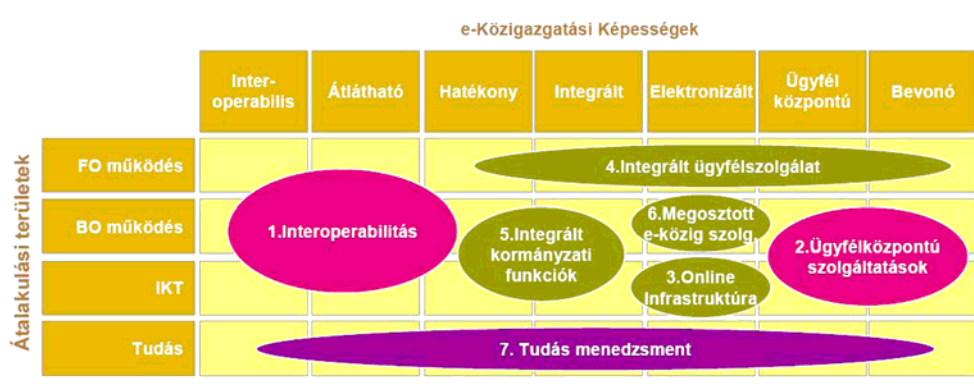 e-Közigazgatási Képességek
Inter-
operabilis
Átlátható
Hatékony
Integrált
Elektronizált
Ügyfél
központú
Bevonó
Átalakulási területek
FO működés
4.Integrált ügyfélszolgálat
BO működés
1.Interoperabilitás
5.Integrált
kormányzati
funkciók
6.Megosztott
e-közig szolg.
2.Ügyfélközpontú
szolgáltatások
IKT
3.Online
Infrastruktúra
Tudás
7. Tudás menedzsment